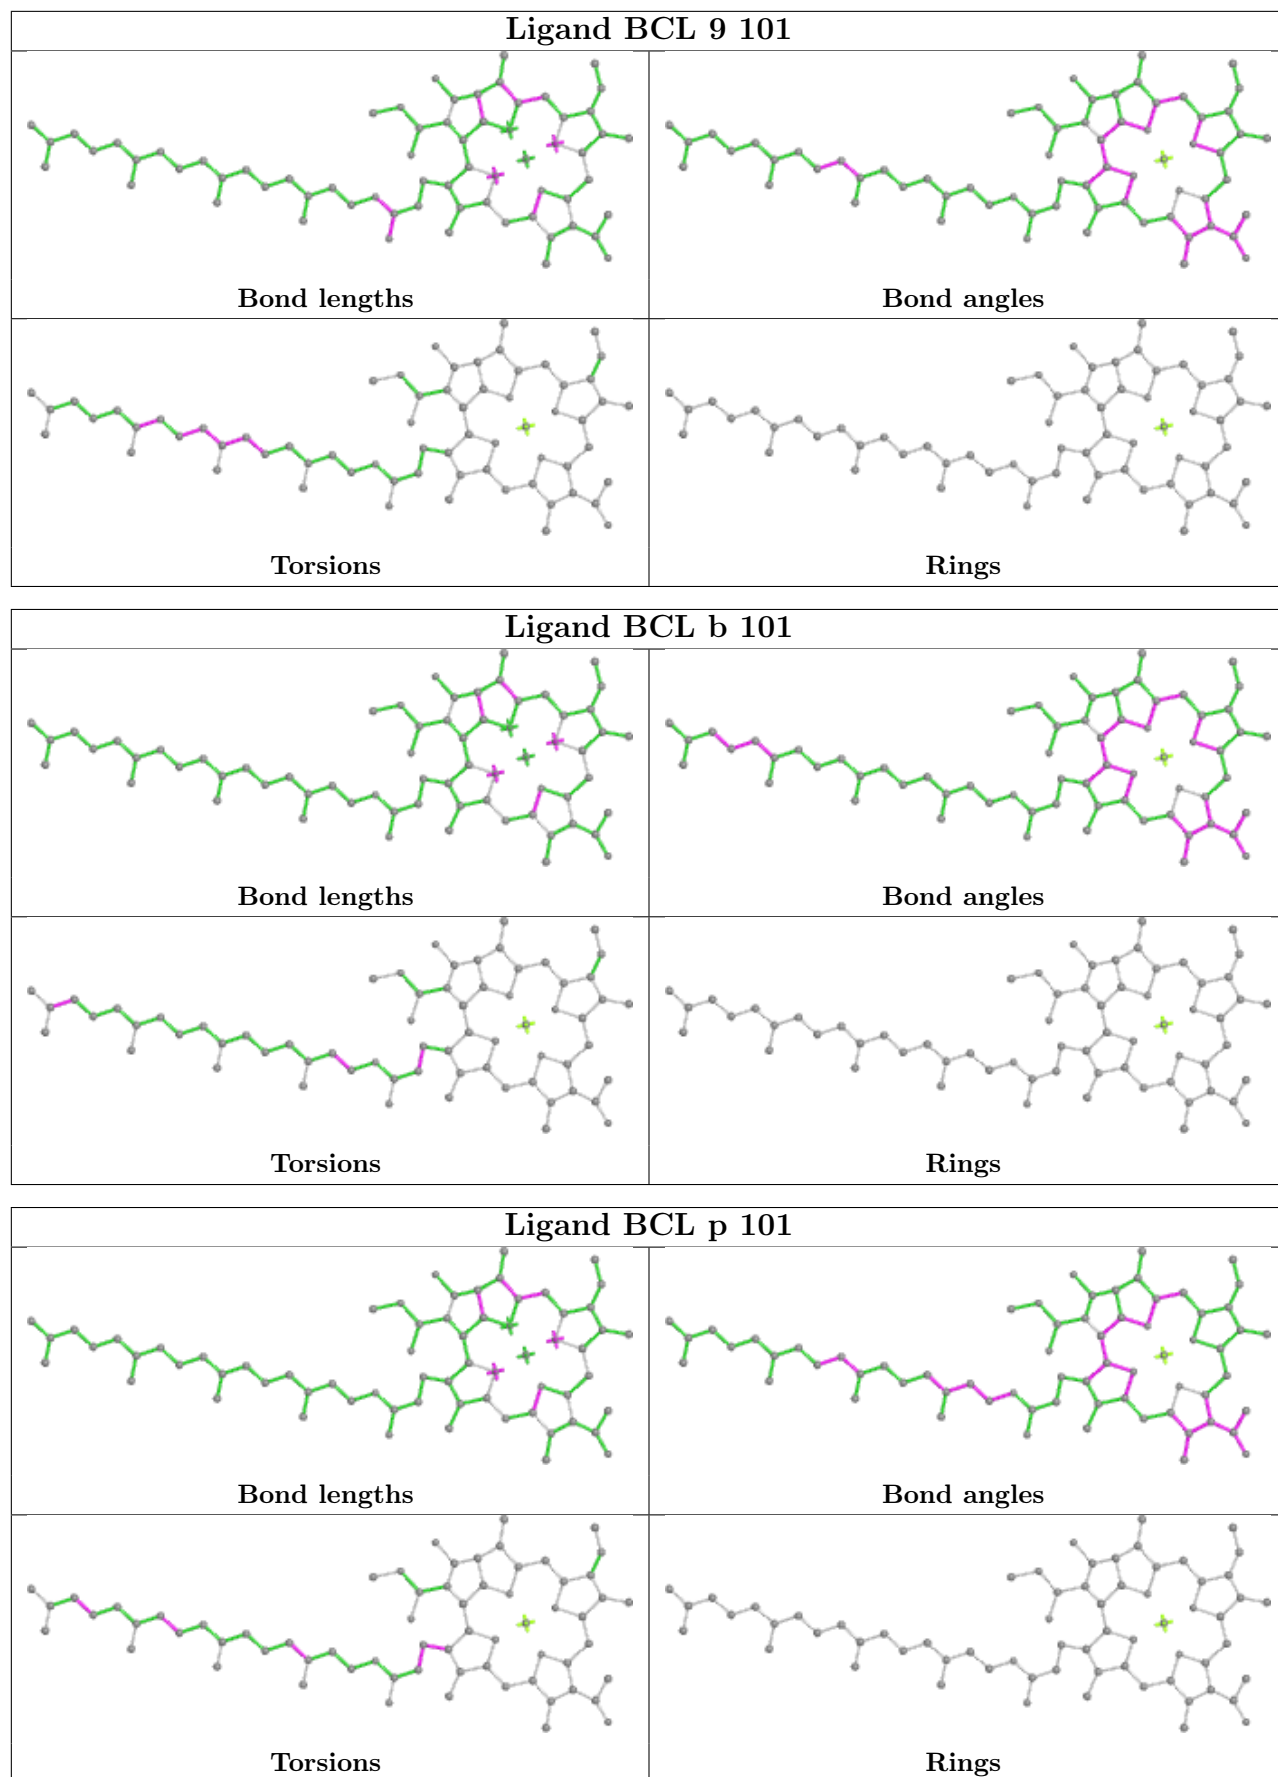 Ligand BCL 9 101
Bond lengths
Bond angles
Torsions
Rings
Ligand BCL b 101
Bond lengths
Bond angles
Torsions
Rings
Ligand BCL p 101
Bond lengths
Bond angles
Torsions
Rings